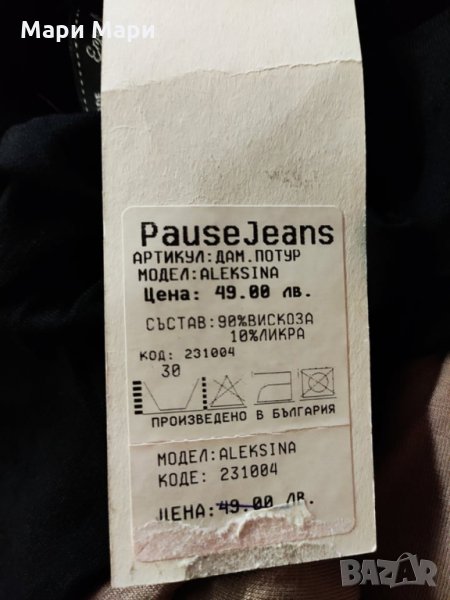 Мари Мари
PauseJeans
АРТИКУЛ:ДАМ.ПОТУР
МОДЕЛ:ALEKSINA
Цена: 49.00 лв.
СЪСТАВ:90%ВИСКОЗА
10%ЛИКРА
КОД: 231004
30
ПРОИЗВЕДЕНО В БЪЛГАРИЯ
МОДЕЛ:ALEKSINA
КОДЕ: 231004
ЦЕНА:49.00 ЛВ.
BAZAR